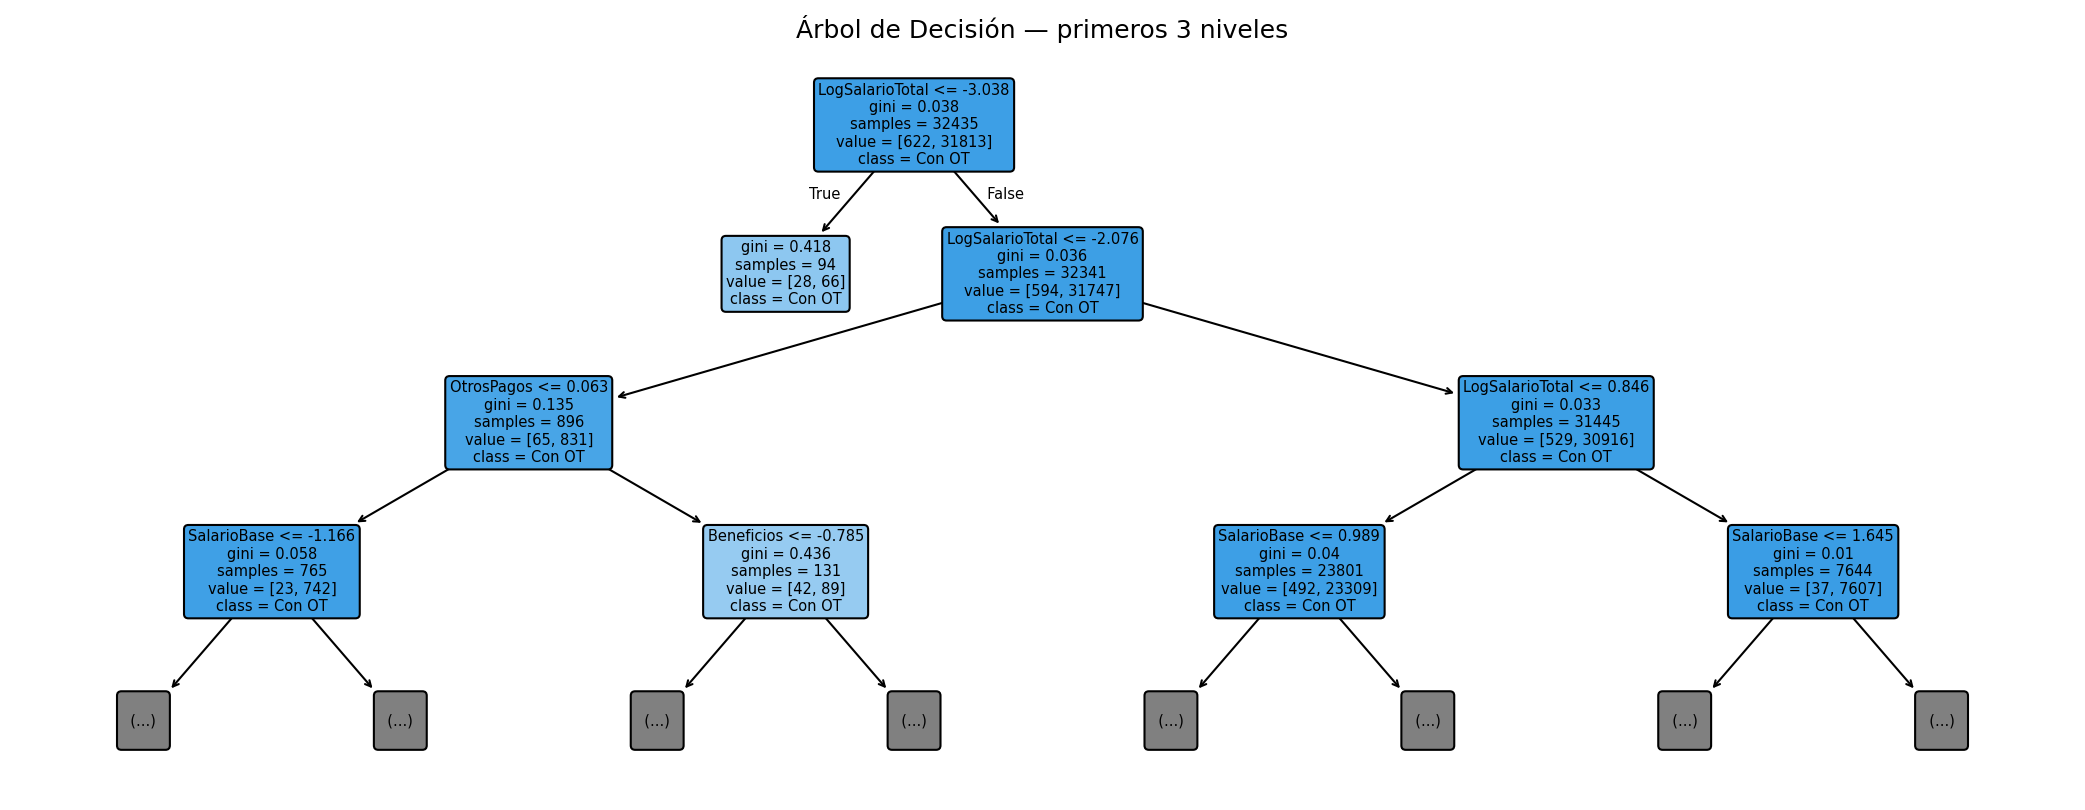 Árbol de Decisión — primeros 3 niveles
LogSalarioTotal <= -3.038
gini = 0.038
samples = 32435
value = [622, 31813]
class = Con OT
True
False
gini = 0.418
samples = 94
value = [28, 66]
class = Con OT
LogSalarioTotal <= -2.076
gini = 0.036
samples = 32341
value = [594, 31747]
class = Con OT
OtrosPagos <= 0.063
gini = 0.135
samples = 896
value = [65, 831]
class = Con OT
LogSalarioTotal <= 0.846
gini = 0.033
samples = 31445
value = [529, 30916]
class = Con OT
SalarioBase <= -1.166
gini = 0.058
samples = 765
value = [23, 742]
class = Con OT
Beneficios <= -0.785
gini = 0.436
samples = 131
value = [42, 89]
class = Con OT
SalarioBase <= 0.989
gini = 0.04
samples = 23801
value = [492, 23309]
class = Con OT
SalarioBase <= 1.645
gini = 0.01
samples = 7644
value = [37, 7607]
class = Con OT
(...)
(...)
(...)
(...)
(...)
(...)
(...)
(...)